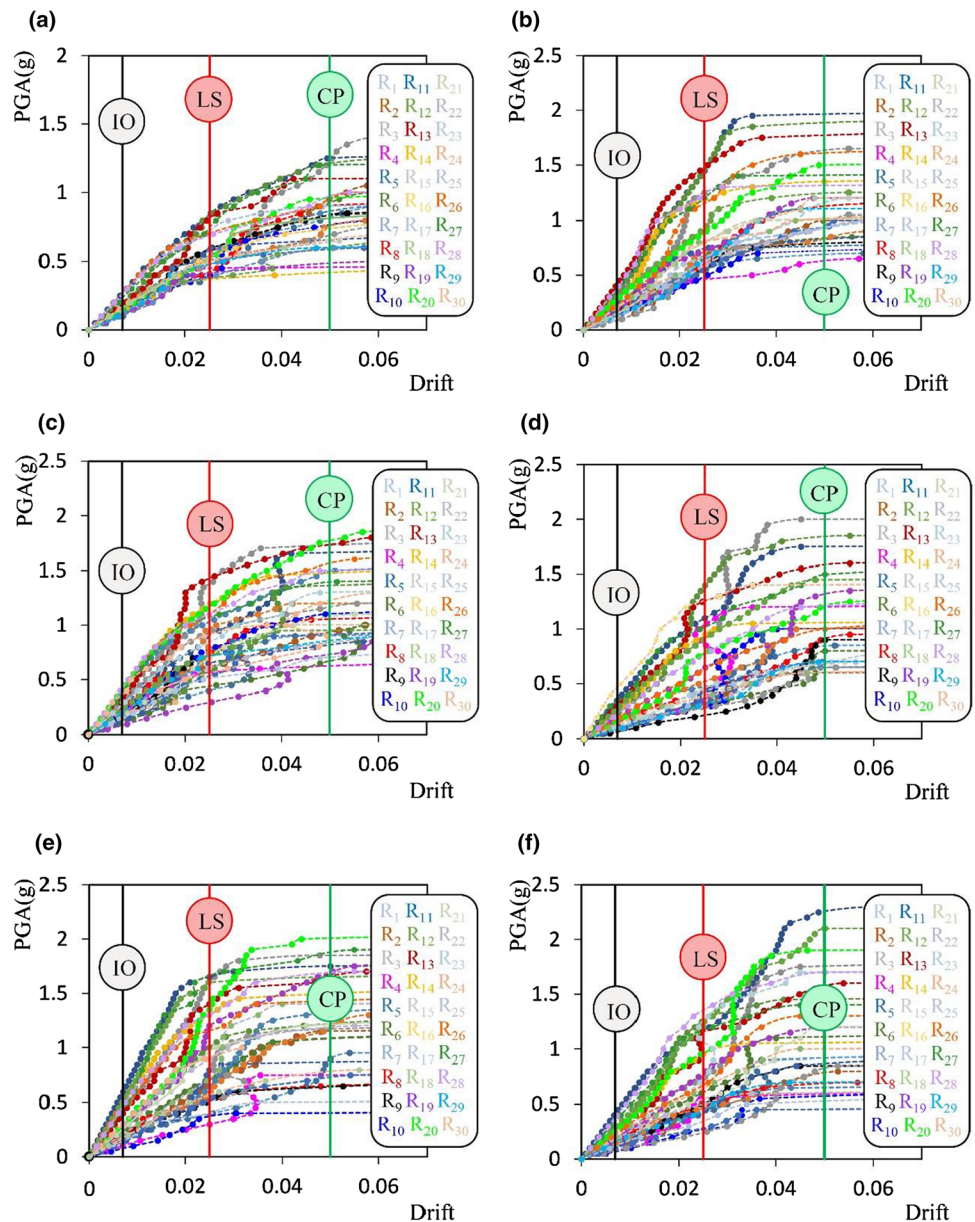 (a)
PGA(g)
2
1.5
1
0.5
0
IO
LS
CP
R1 R11 R21
R2 R12 R22
R3 R13 R23
R4 R14 R24
R5 R15 R25
R6 R16 R26
R7 R17 R27
R8 R18 R28
R9 R19 R29
R10 R20 R30
0 0.02 0.04 0.06
Drift
(b)
PGA(g)
2.5
2
1.5
1
0.5
0
IO
LS
CP
R1 R11 R21
R2 R12 R22
R3 R13 R23
R4 R14 R24
R5 R15 R25
R6 R16 R26
R7 R17 R27
R8 R18 R28
R9 R19 R29
R10 R20 R30
0 0.02 0.04 0.06
Drift
(c)
PGA(g)
2.5
2
1.5
1
0.5
0
IO
LS
CP
R1 R11 R21
R2 R12 R22
R3 R13 R23
R4 R14 R24
R5 R15 R25
R6 R16 R26
R7 R17 R27
R8 R18 R28
R9 R19 R29
R10 R20 R30
0 0.02 0.04 0.06
Drift
(d)
PGA(g)
2.5
2
1.5
1
0.5
0
IO
LS
CP
R1 R11 R21
R2 R12 R22
R3 R13 R23
R4 R14 R24
R5 R15 R25
R6 R16 R26
R7 R17 R27
R8 R18 R28
R9 R19 R29
R10 R20 R30
0 0.02 0.04 0.06
Drift
(e)
PGA(g)
2.5
2
1.5
1
0.5
0
IO
LS
CP
R1 R11 R21
R2 R12 R22
R3 R13 R23
R4 R14 R24
R5 R15 R25
R6 R16 R26
R7 R17 R27
R8 R18 R28
R9 R19 R29
R10 R20 R30
0 0.02 0.04 0.06
Drift
(f)
PGA(g)
2.5
2
1.5
1
0.5
0
IO
LS
CP
R1 R11 R21
R2 R12 R22
R3 R13 R23
R4 R14 R24
R5 R15 R25
R6 R16 R26
R7 R17 R27
R8 R18 R28
R9 R19 R29
R10 R20 R30
0 0.02 0.04 0.06
Drift